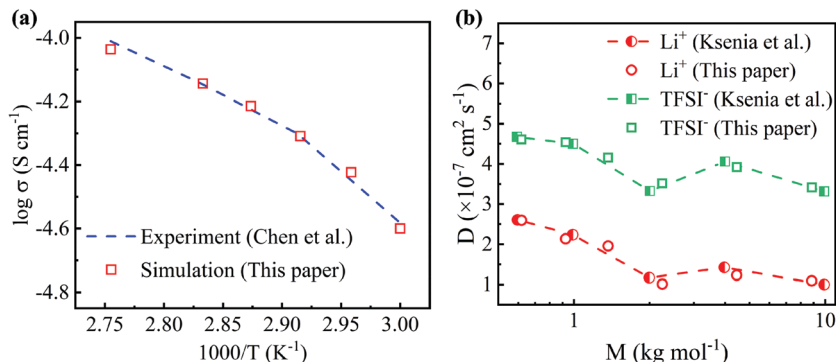 (a)
-4.0
-4.2
-4.4
-4.6
-4.8
log σ (S cm⁻¹)
Experiment (Chen et al.)
Simulation (This paper)
2.75 2.80 2.85 2.90 2.95 3.00
1000/T (K⁻¹)
(b)
7
6
5
4
3
2
1
D (×10⁻⁷ cm² s⁻¹)
Li⁺ (Ksenia et al.)
Li⁺ (This paper)
TFSI⁻ (Ksenia et al.)
TFSI⁻ (This paper)
1 10
M (kg mol⁻¹)